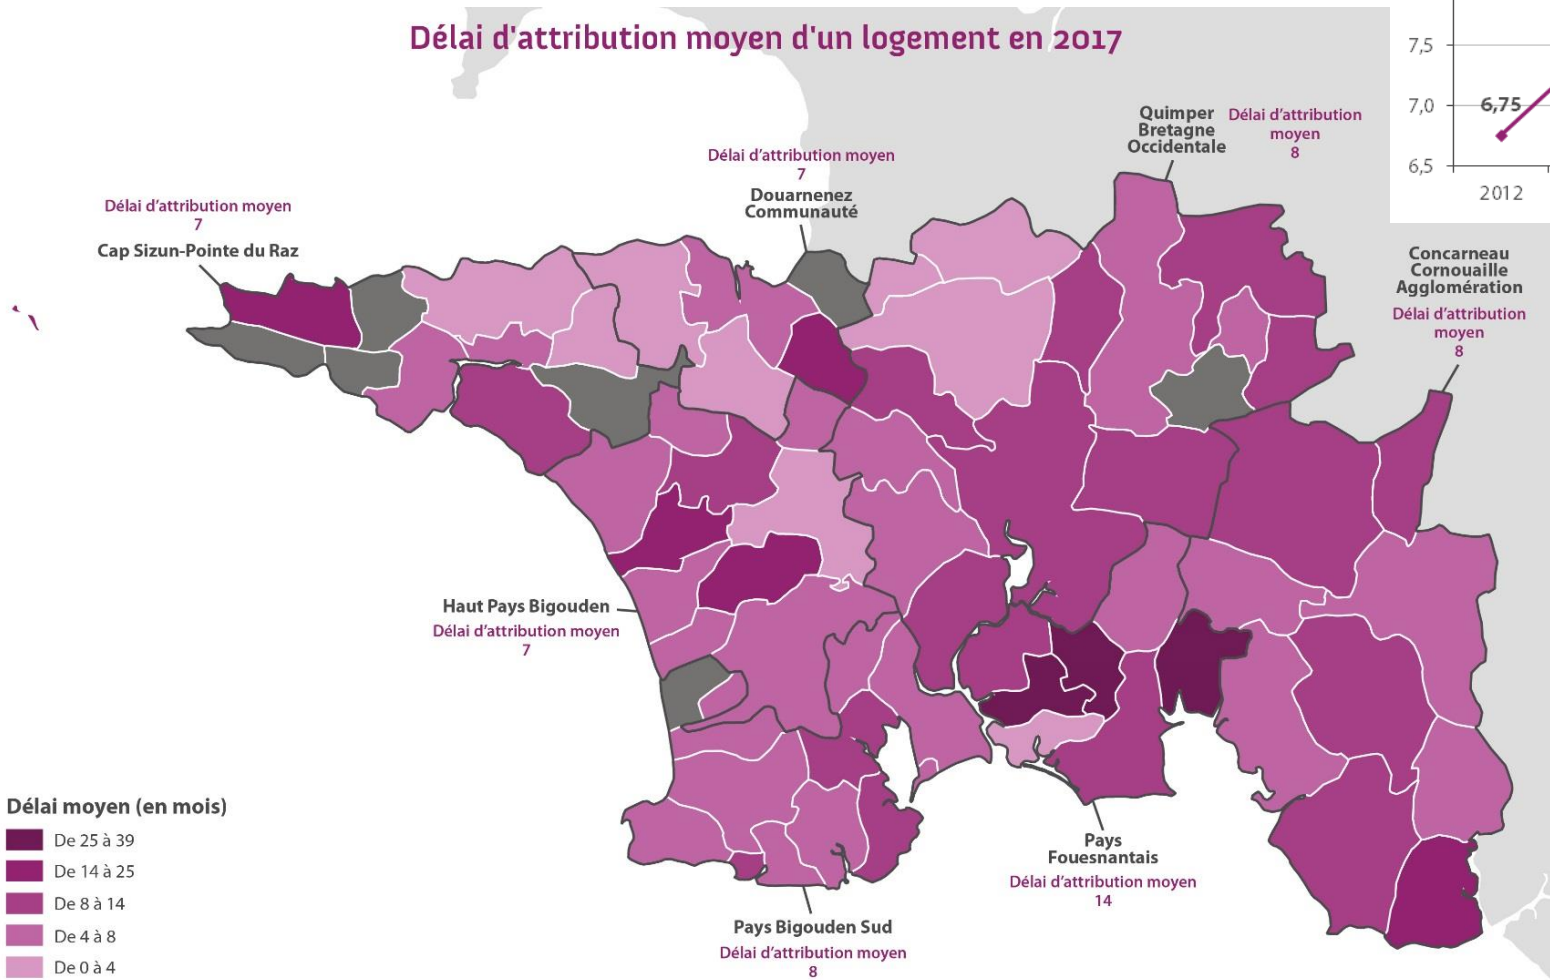 Délai d'attribution moyen d'un logement en 2017
7,5
7,0
6,75
6,5
2012
Quimper
Bretagne
Occidentale
Délai d'attribution
moyen
8
Délai d'attribution moyen
7
Douarnenez
Communauté
Délai d'attribution moyen
7
Cap Sizun-Pointe du Raz
Concarneau
Cornouaille
Agglomération
Délai d'attribution
moyen
8
Haut Pays Bigouden
Délai d'attribution moyen
7
Pays
Fouesnantais
Délai d'attribution moyen
14
Pays Bigouden Sud
Délai d'attribution moyen
8
Délai moyen (en mois)
De 25 à 39
De 14 à 25
De 8 à 14
De 4 à 8
De 0 à 4